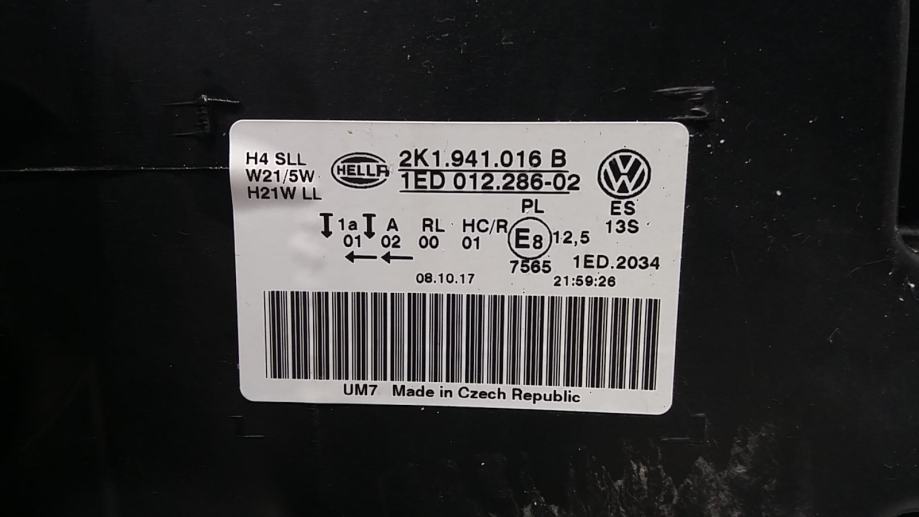 H4 SLL
W21/5W
H21W LL
HELLA
2K1.941.016 B
1ED 012.286-02
VW
ES
13S
PL
1a A RL HC/R E8 12,5
01 02 00 01
7565 1ED.2034
08.10.17 21:59:26
UM7 Made in Czech Republic